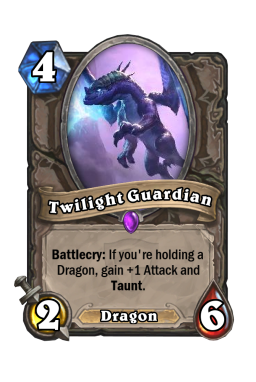 4
Twilight Guardian
Battlecry: If you're holding a
Dragon, gain +1 Attack and
Taunt.
2
Dragon
6